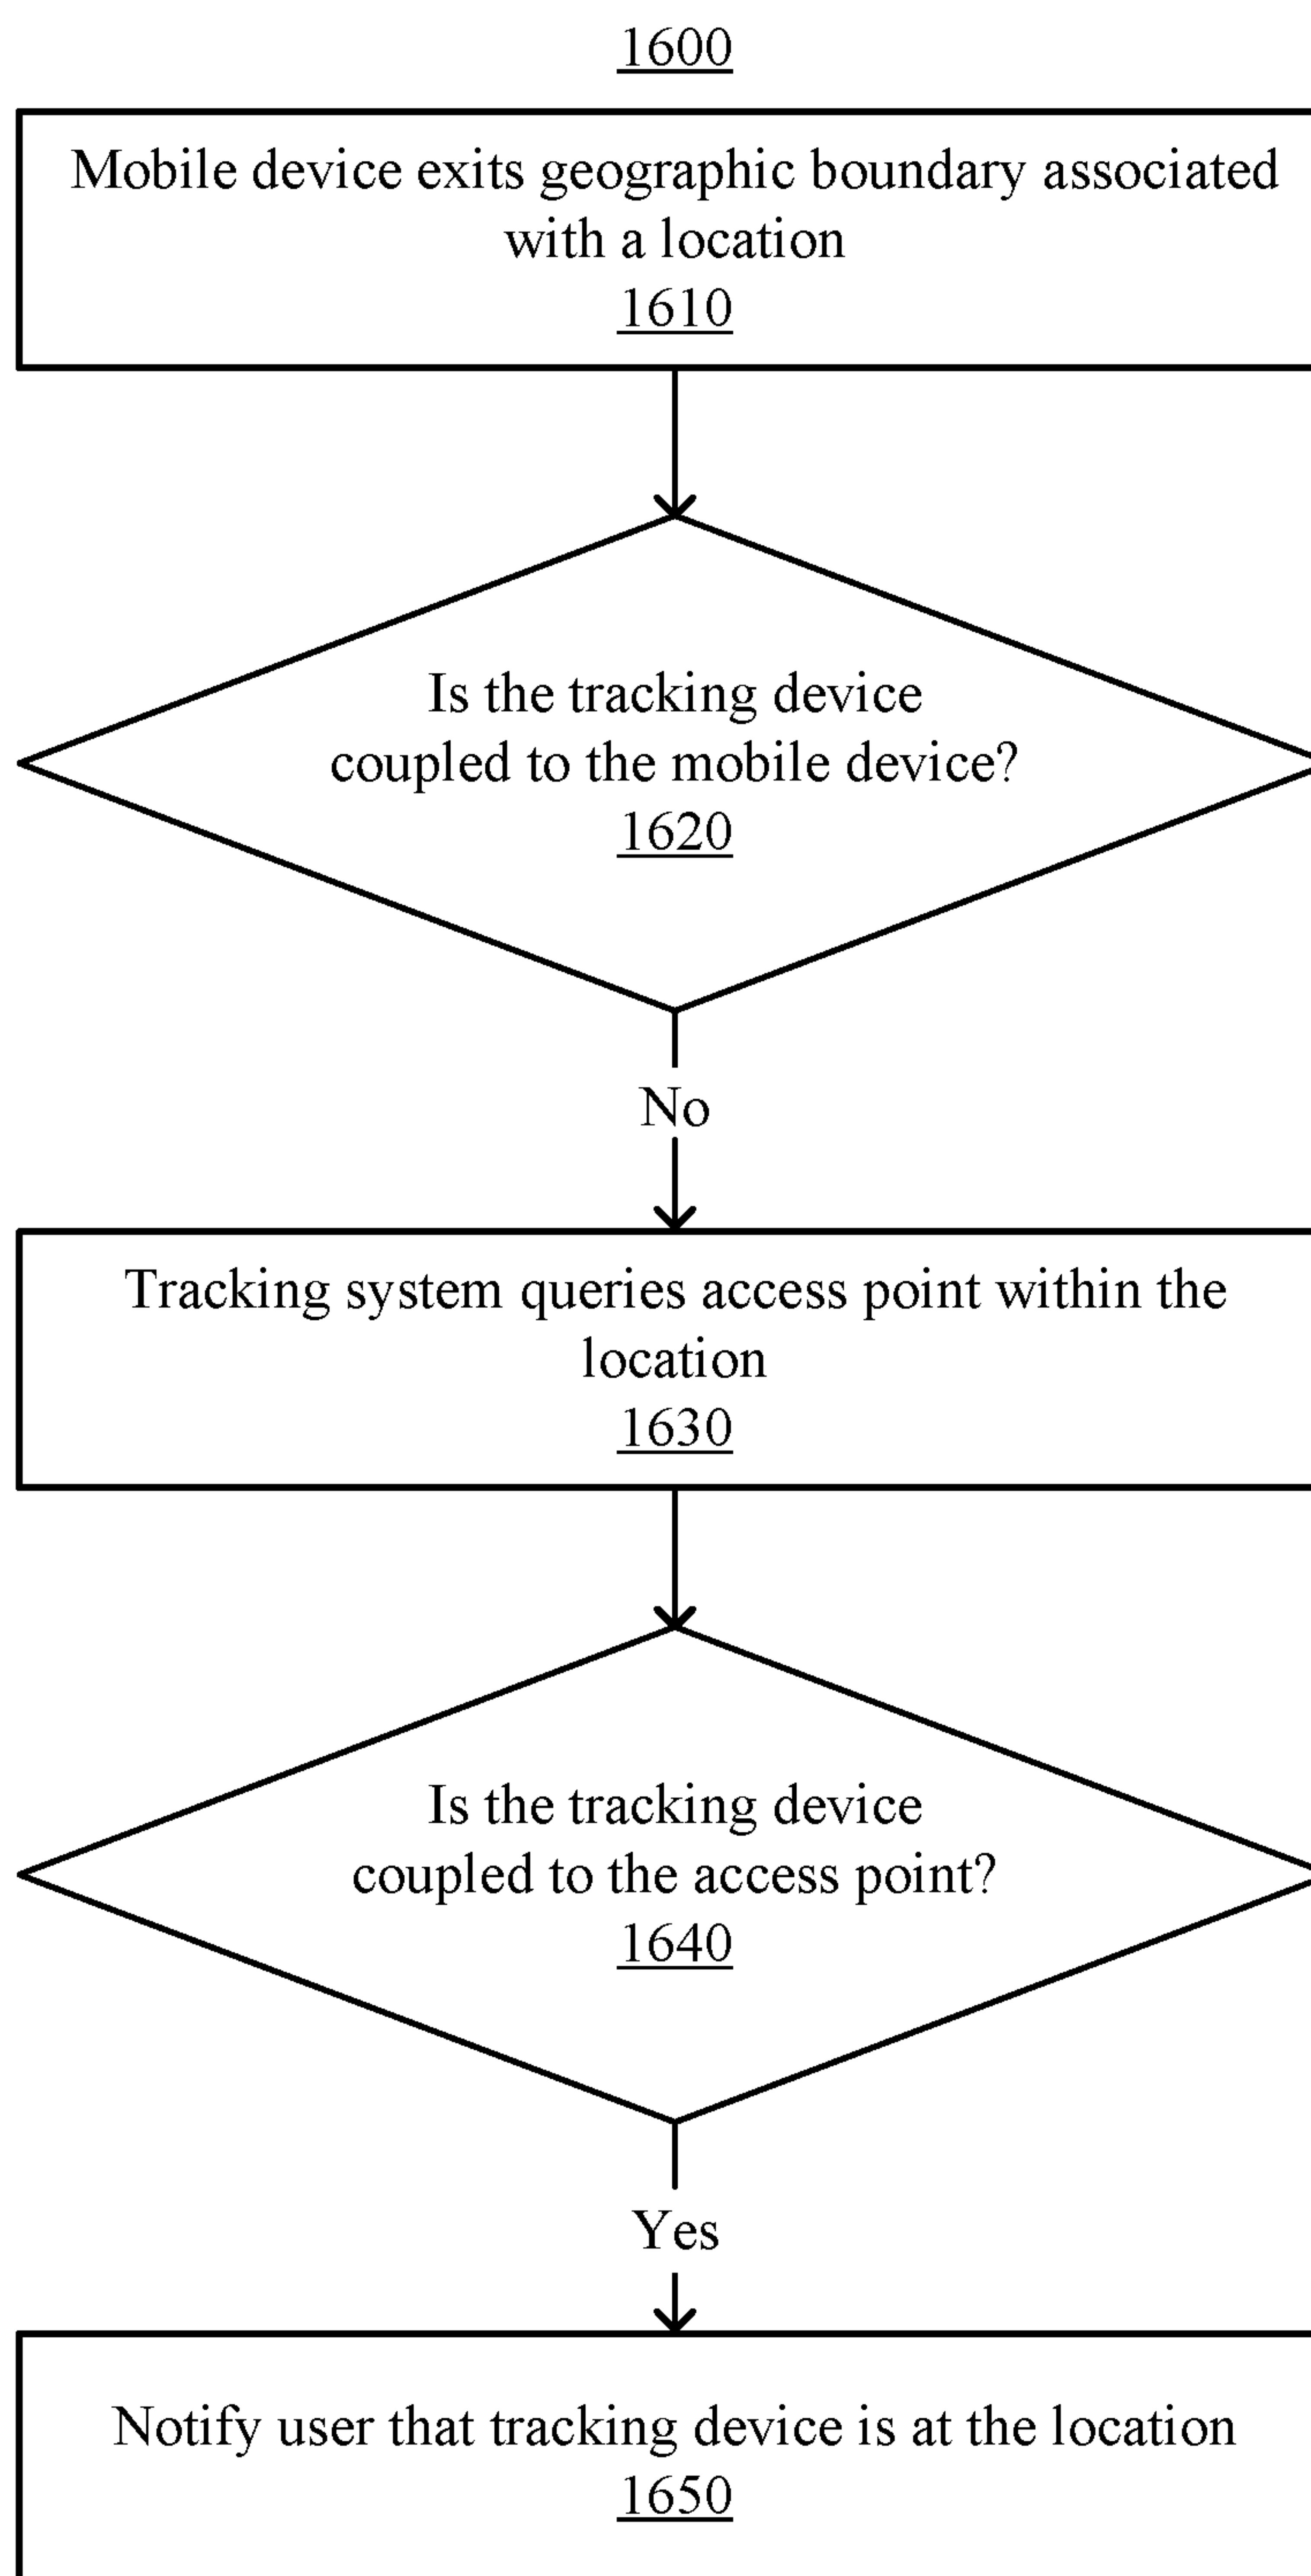 1600
Mobile device exits geographic boundary associated
with a location
1610
Is the tracking device
coupled to the mobile device?
1620
No
Tracking system queries access point within the
location
1630
Is the tracking device
coupled to the access point?
1640
Yes
Notify user that tracking device is at the location
1650